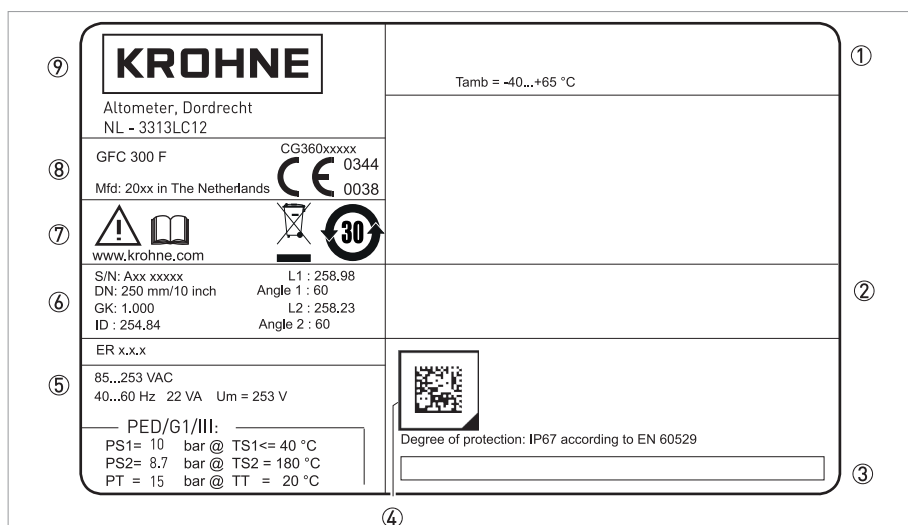 KROHNE
Altometer, Dordrecht
NL - 3313LC12
GFC 300 F
CG360xxxxx
0344
Mfd: 20xx in The Netherlands
CE
0038
30
www.krohne.com
S/N: Axx xxxxx L1 : 258.98
DN: 250 mm/10 inch Angle 1 : 60
GK: 1.000 L2 : 258.23
ID : 254.84 Angle 2 : 60
ER x.x.x
85...253 VAC
40...60 Hz 22 VA Um = 253 V
PED/G1/III:
PS1= 10 bar @ TS1<= 40 °C
PS2= 8.7 bar @ TS2 = 180 °C
PT = 15 bar @ TT = 20 °C
Tamb = -40...+65 °C
Degree of protection: IP67 according to EN 60529
①
②
③
④
⑤
⑥
⑦
⑧
⑨